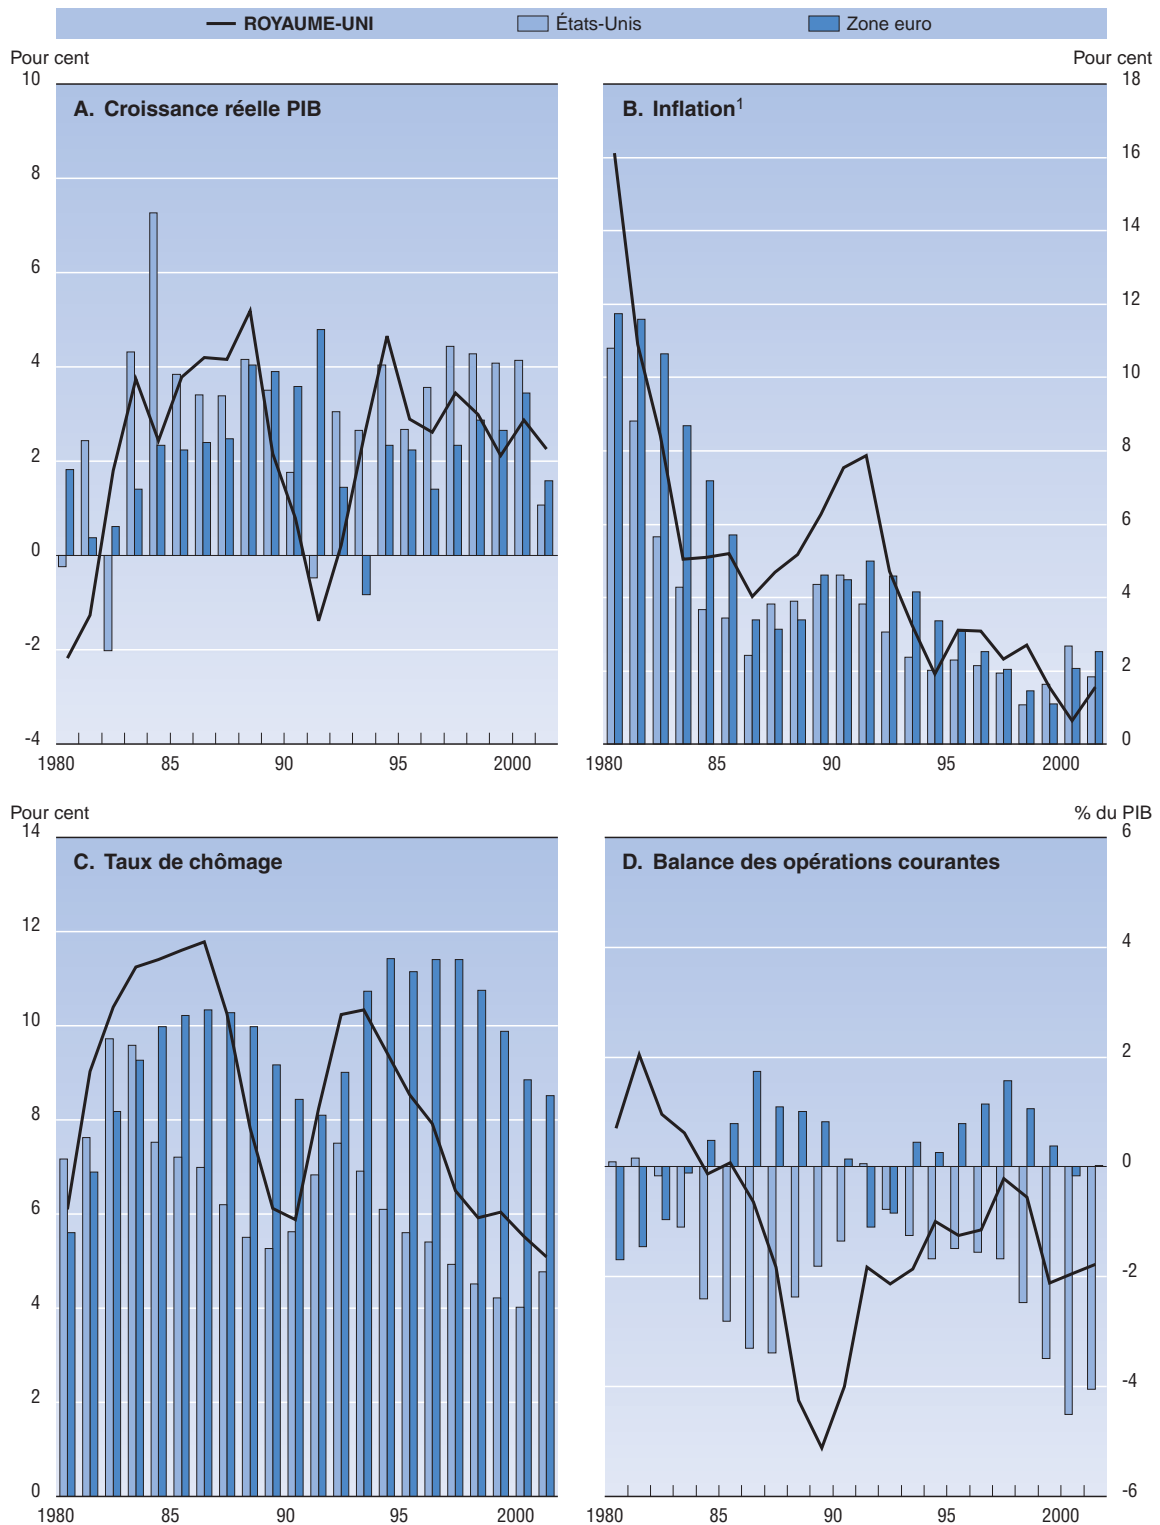 ROYAUME-UNI États-Unis Zone euro
Pour cent
Pour cent
A. Croissance réelle PIB
10
8
6
4
2
0
-2
-4
1980 85 90 95 2000
B. Inflation1
18
16
14
12
10
8
6
4
2
0
1980 85 90 95 2000
Pour cent
% du PIB
C. Taux de chômage
14
12
10
8
6
4
2
0
1980 85 90 95 2000
D. Balance des opérations courantes
6
4
2
0
-2
-4
-6
1980 85 90 95 2000